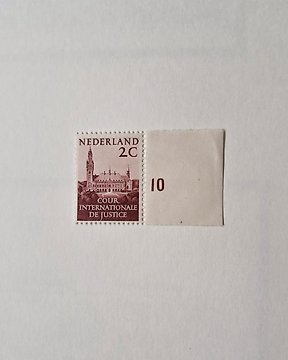 NEDERLAND
2C
10
COUR
INTERNATIONALE
DE JUSTICE